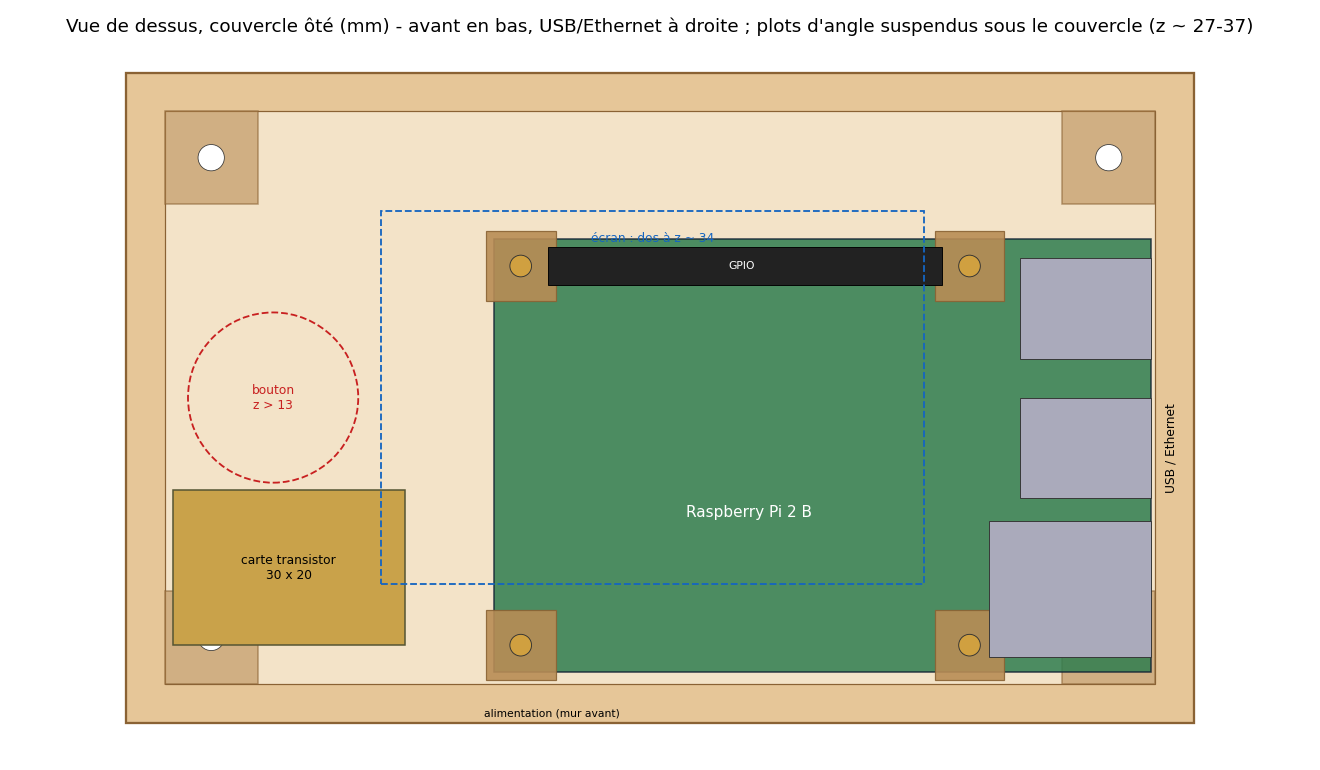 Vue de dessus, couvercle ôté (mm) - avant en bas, USB/Ethernet à droite ; plots d'angle suspendus sous le couvercle (z ~ 27-37)
écran : dos à z ~ 34
GPIO
bouton
z > 13
USB / Ethernet
Raspberry Pi 2 B
carte transistor
30 x 20
alimentation (mur avant)